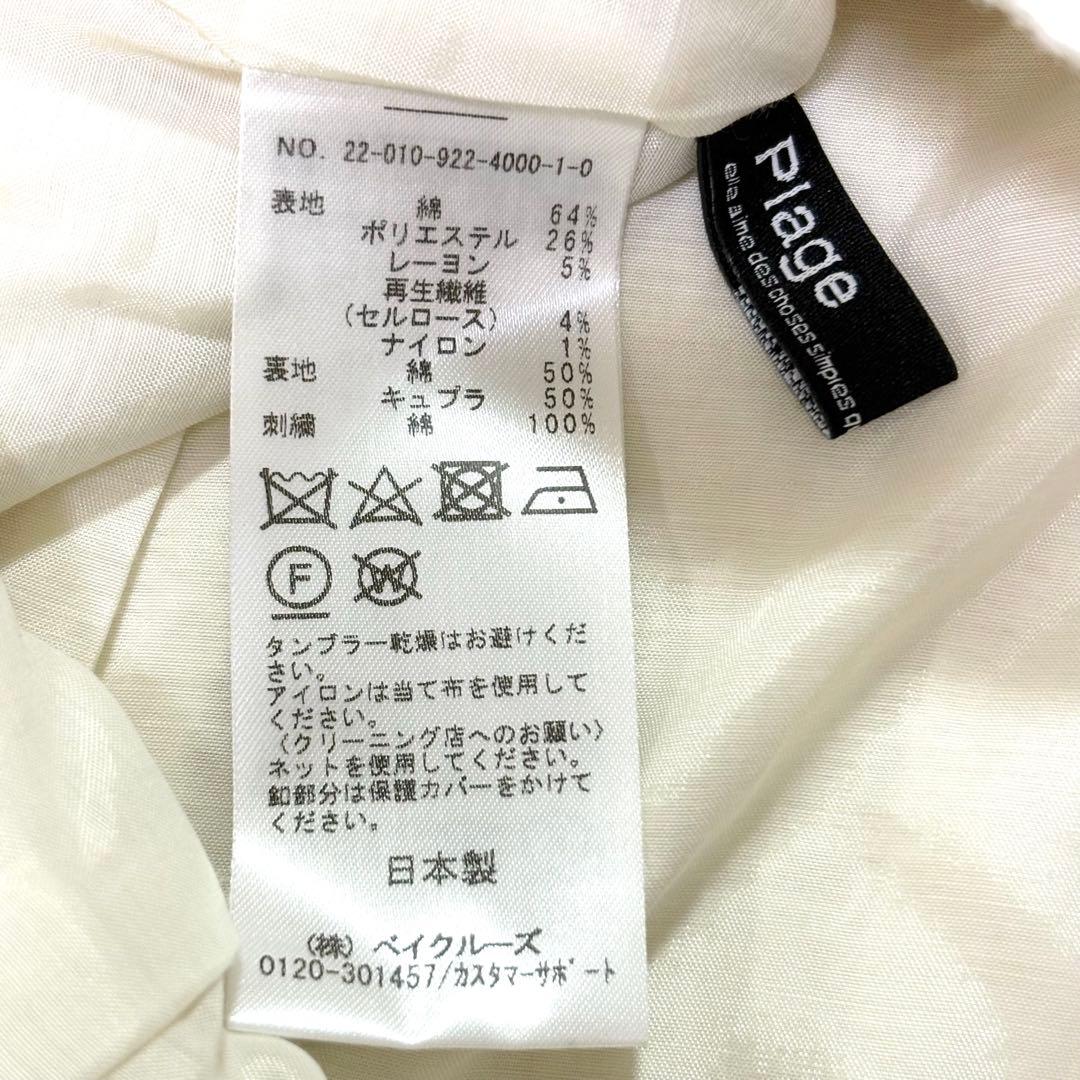 NO. 22-010-922-4000-1-0
表地 綿 64%
ポリエステル 26%
レーヨン 5%
再生繊維
(セルロース) 4%
ナイロン 1%
裏地 綿 50%
キュプラ 50%
刺繍 綿 100%
F
W
タンブラー乾燥はお避けくだ
さい。
アイロンは当て布を使用して
ください。
〈クリーニング店へのお願い〉
ネットを使用してください。
釦部分は保護カバーをかけて
ください。
日本製
(株) ベイクルーズ
0120-301457/カスタマーサポート
Plage
elle aime des choses simples